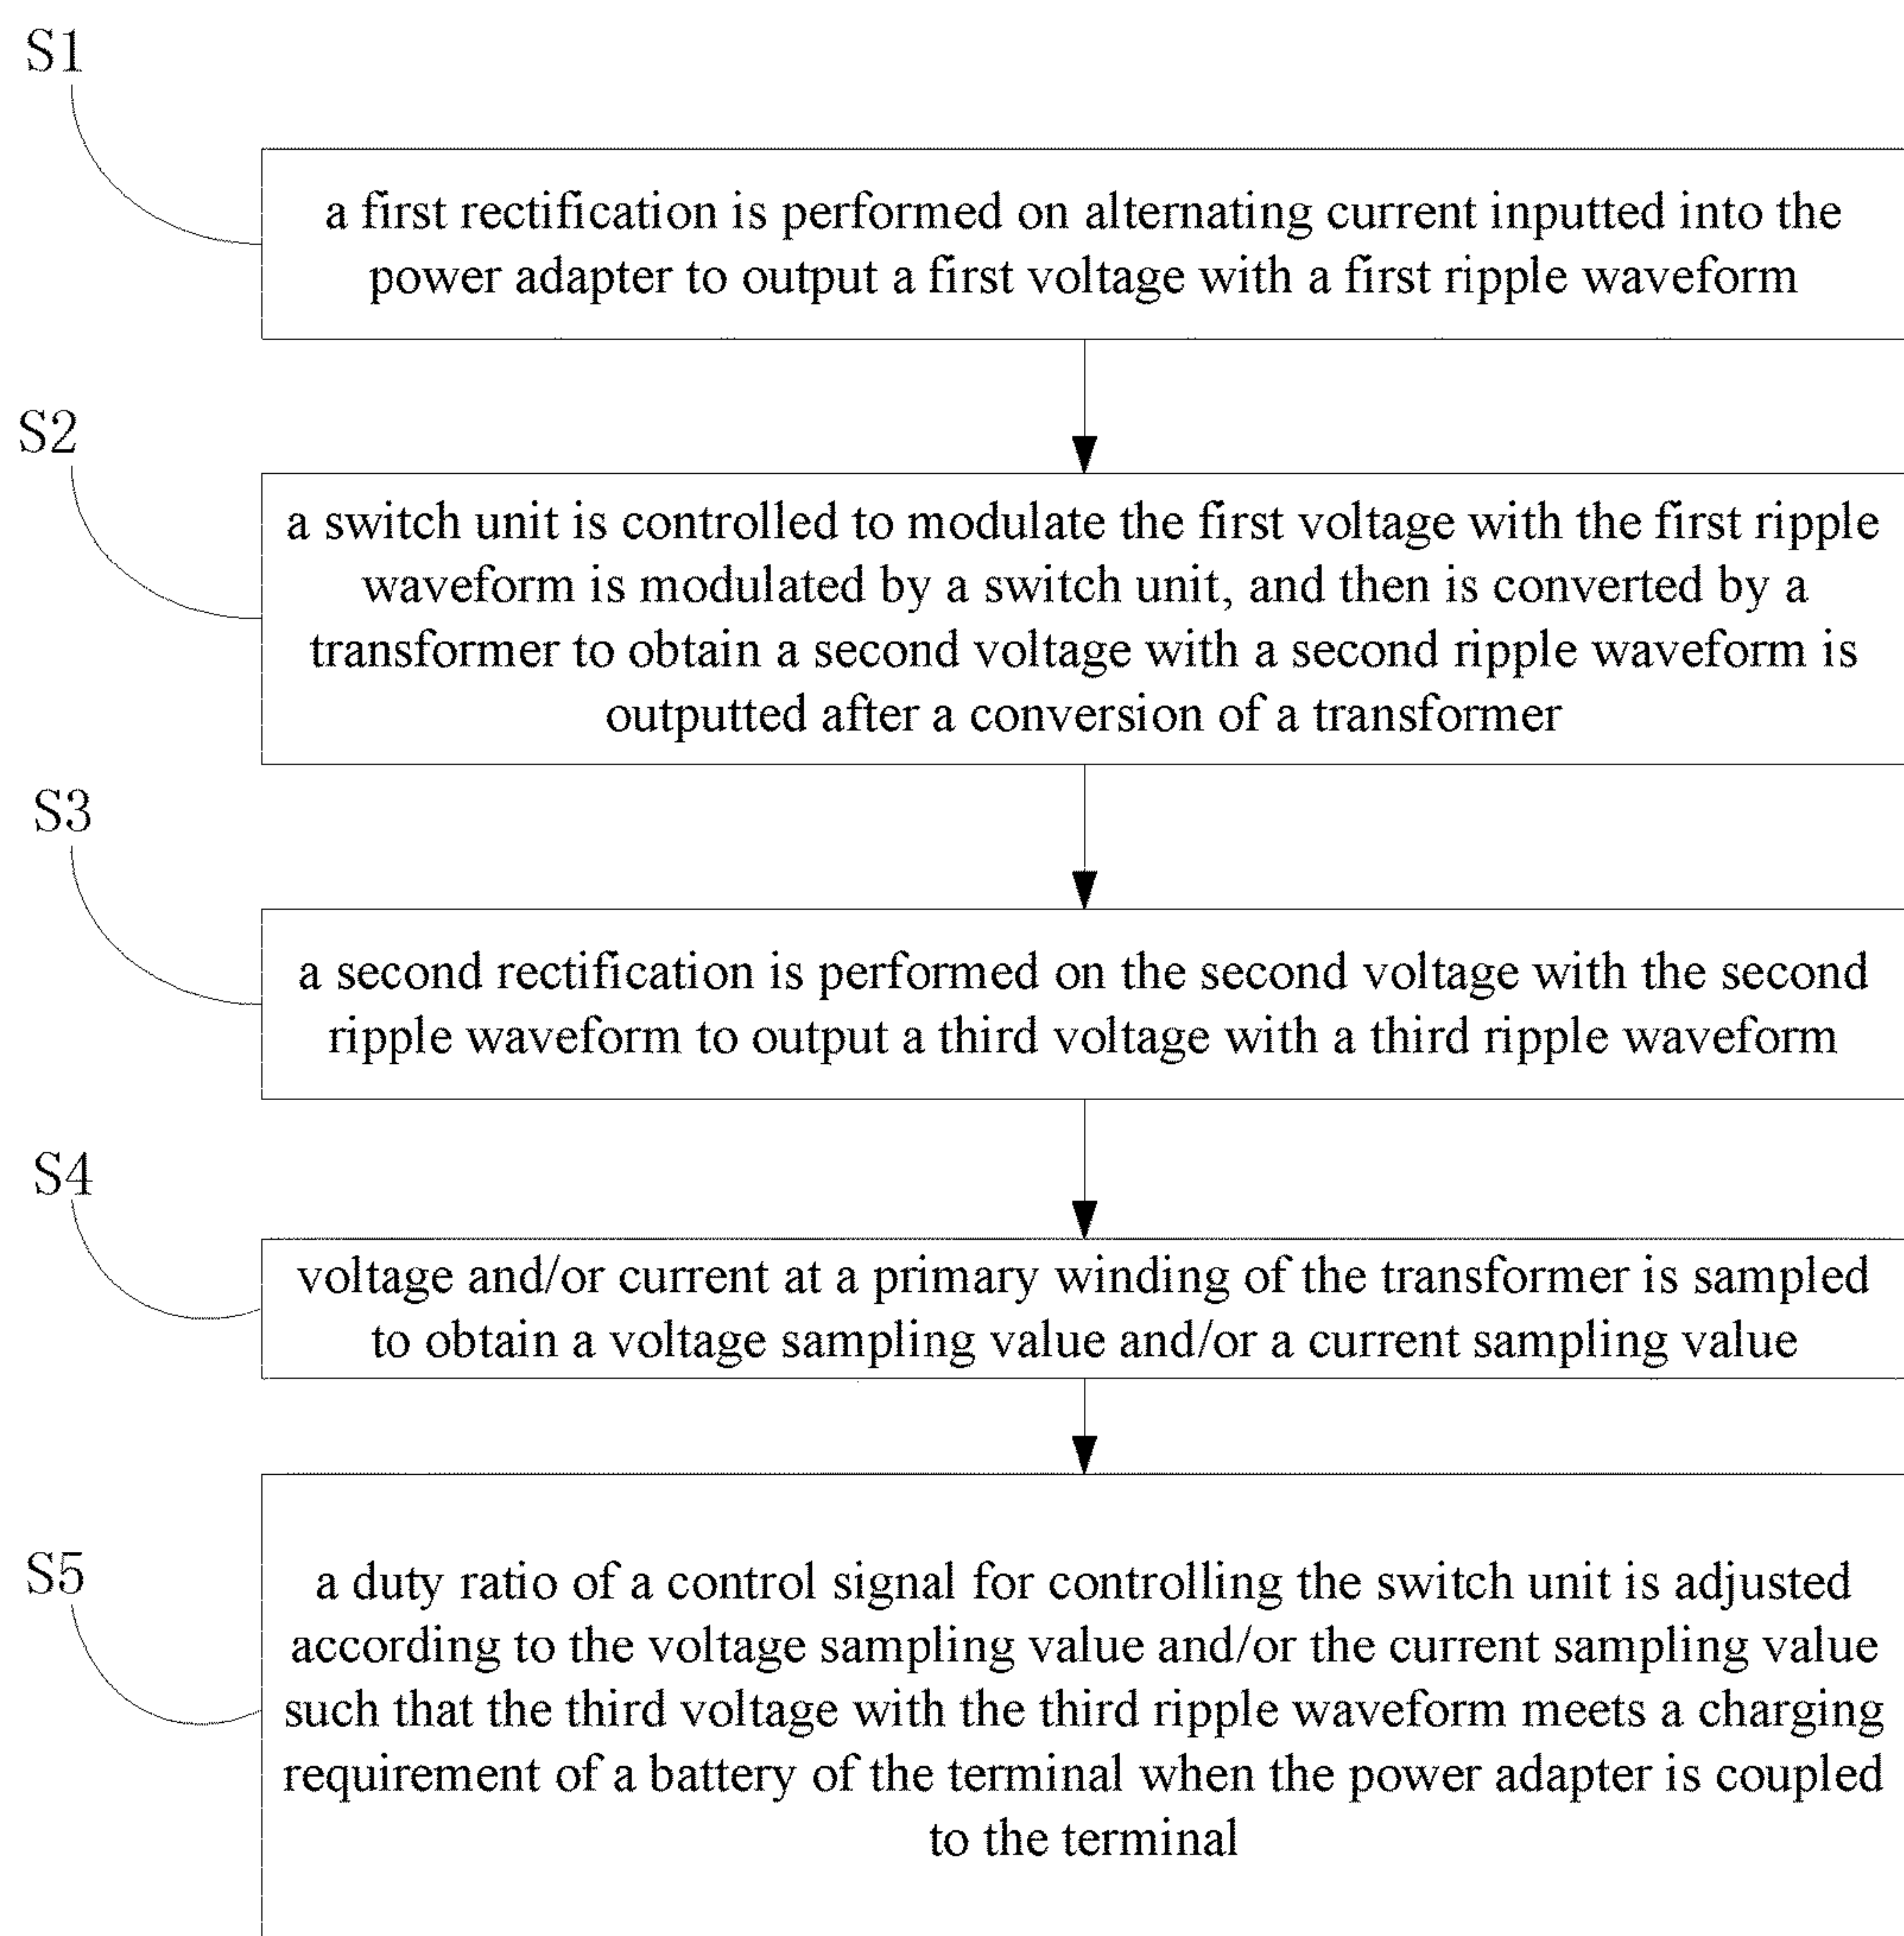 S1
a first rectification is performed on alternating current inputted into the
power adapter to output a first voltage with a first ripple waveform
S2
a switch unit is controlled to modulate the first voltage with the first ripple
waveform is modulated by a switch unit, and then is converted by a
transformer to obtain a second voltage with a second ripple waveform is
outputted after a conversion of a transformer
S3
a second rectification is performed on the second voltage with the second
ripple waveform to output a third voltage with a third ripple waveform
S4
voltage and/or current at a primary winding of the transformer is sampled
to obtain a voltage sampling value and/or a current sampling value
S5
a duty ratio of a control signal for controlling the switch unit is adjusted
according to the voltage sampling value and/or the current sampling value
such that the third voltage with the third ripple waveform meets a charging
requirement of a battery of the terminal when the power adapter is coupled
to the terminal